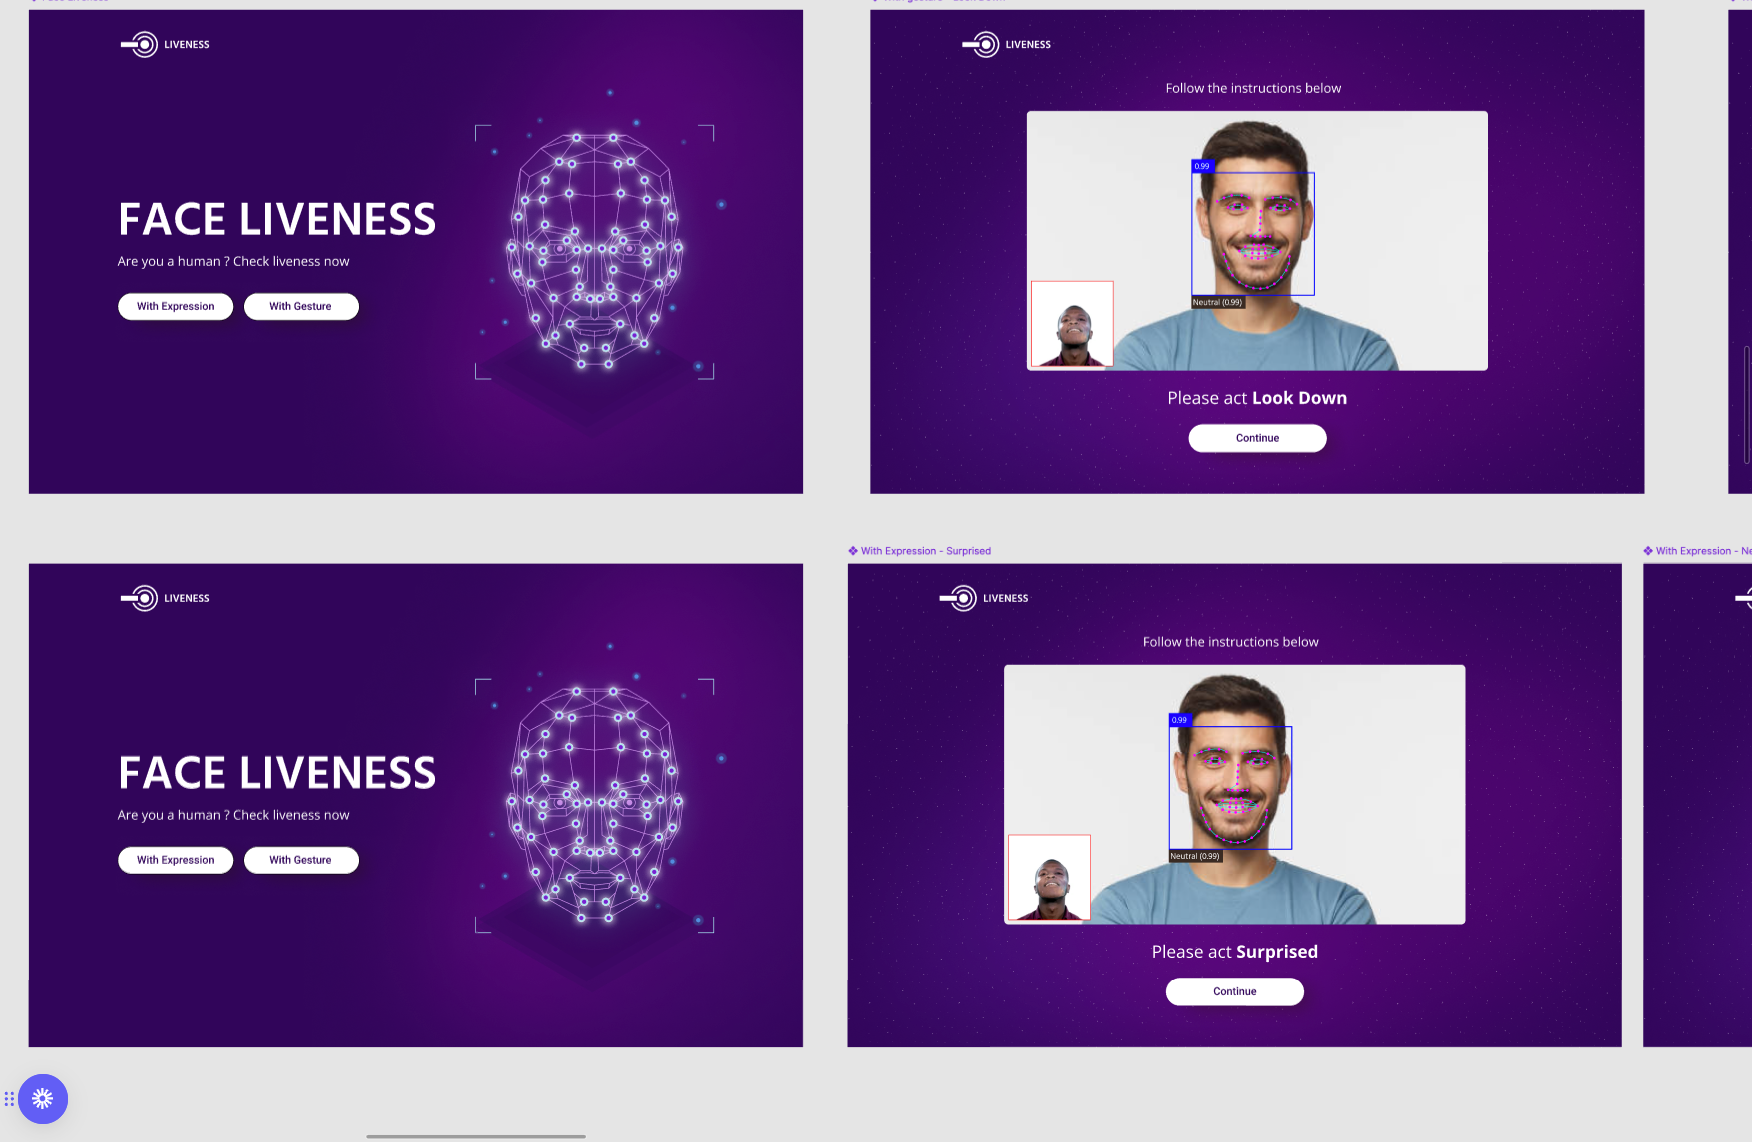 LIVENESS
FACE LIVENESS
Are you a human ? Check liveness now
With Expression
With Gesture
LIVENESS
Follow the instructions below
0.99
Neutral (0.99)
Please act Look Down
Continue
LIVENESS
FACE LIVENESS
Are you a human ? Check liveness now
With Expression
With Gesture
With Expression - Surprised
LIVENESS
Follow the instructions below
0.99
Neutral (0.99)
Please act Surprised
Continue
With Expression - Ne